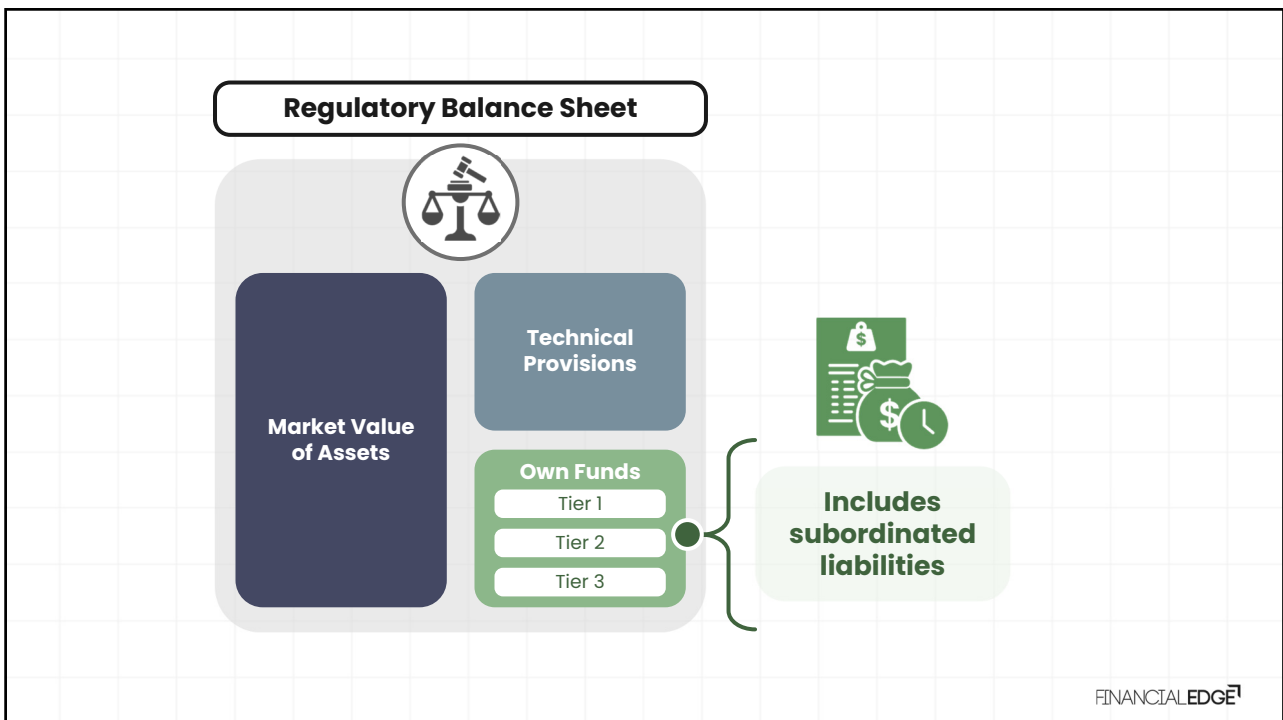 Regulatory Balance Sheet
Market Value
of Assets
Technical
Provisions
Own Funds
Tier 1
Tier 2
Tier 3
$
$
Includes
subordinated
liabilities
FINANCIALEDGE